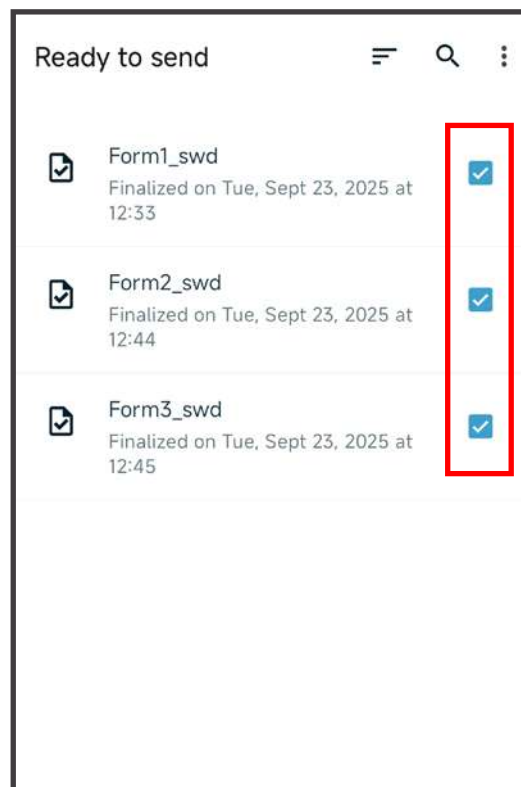 Ready to send
Form1_swd
Finalized on Tue, Sept 23, 2025 at
12:33
Form2_swd
Finalized on Tue, Sept 23, 2025 at
12:44
Form3_swd
Finalized on Tue, Sept 23, 2025 at
12:45